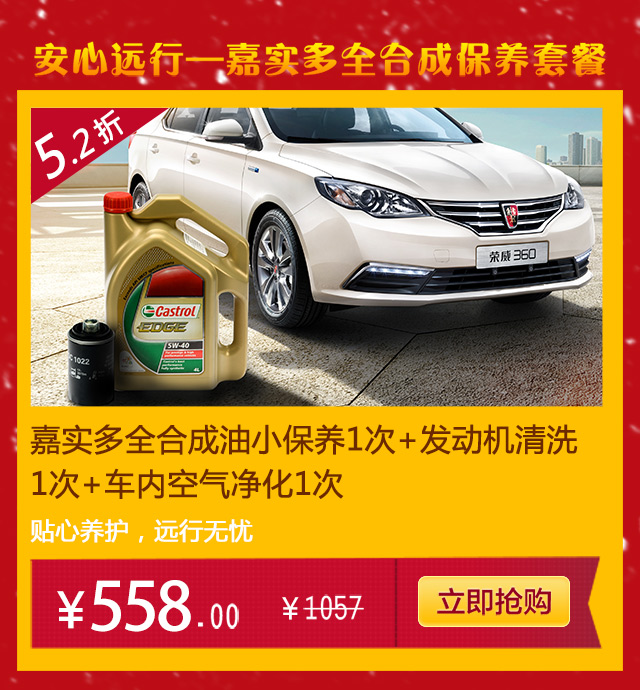 安心远行—嘉实多全合成保养套餐
5.2折
荣威360
Castrol
EDGE
5W-40
4L
1022
嘉实多全合成油小保养1次+发动机清洗
1次+车内空气净化1次
贴心养护，远行无忧
¥558.00
¥1057
立即抢购